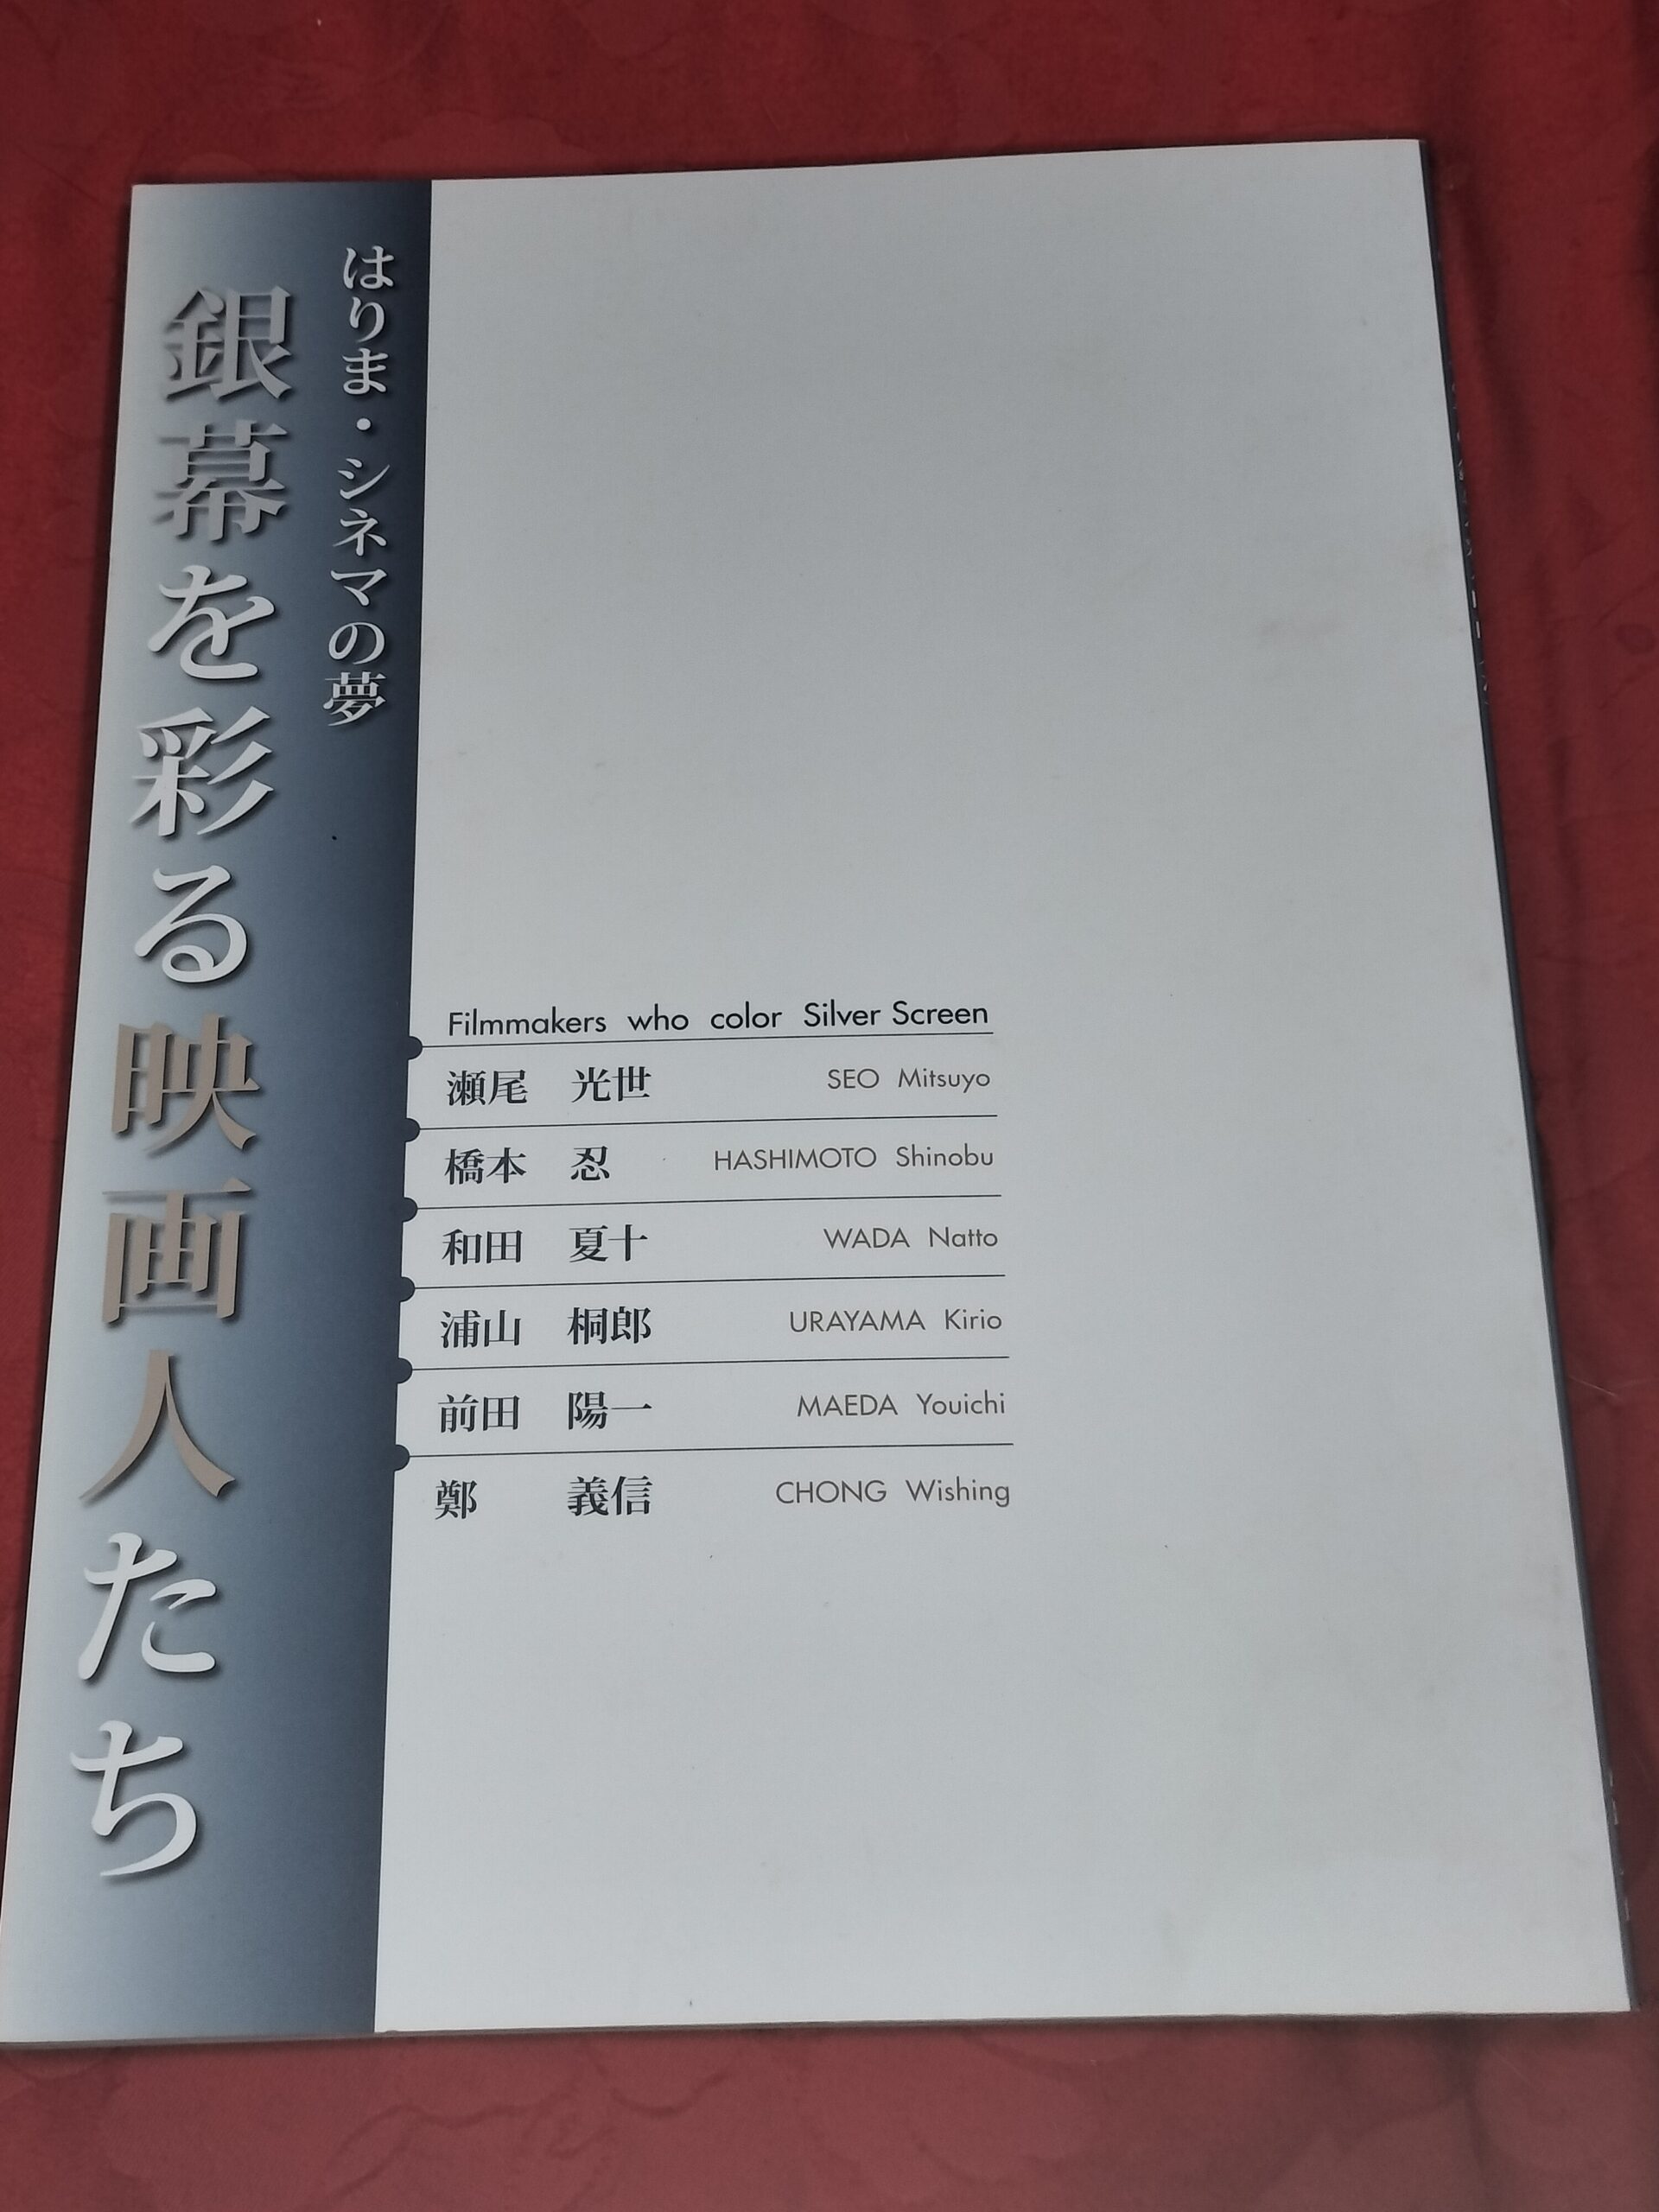 はりま・シネマの夢
銀幕を彩る映画人たち
Filmmakers who color Silver Screen
瀬尾 光世 SEO Mitsuyo
橋本 忍 HASHIMOTO Shinobu
和田 夏十 WADA Natto
浦山 桐郎 URAYAMA Kirio
前田 陽一 MAEDA Youichi
鄭 義信 CHONG Wishing